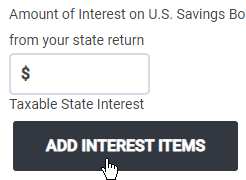 Amount of Interest on U.S. Savings Bo
from your state return
$
Taxable State Interest
ADD INTEREST ITEMS